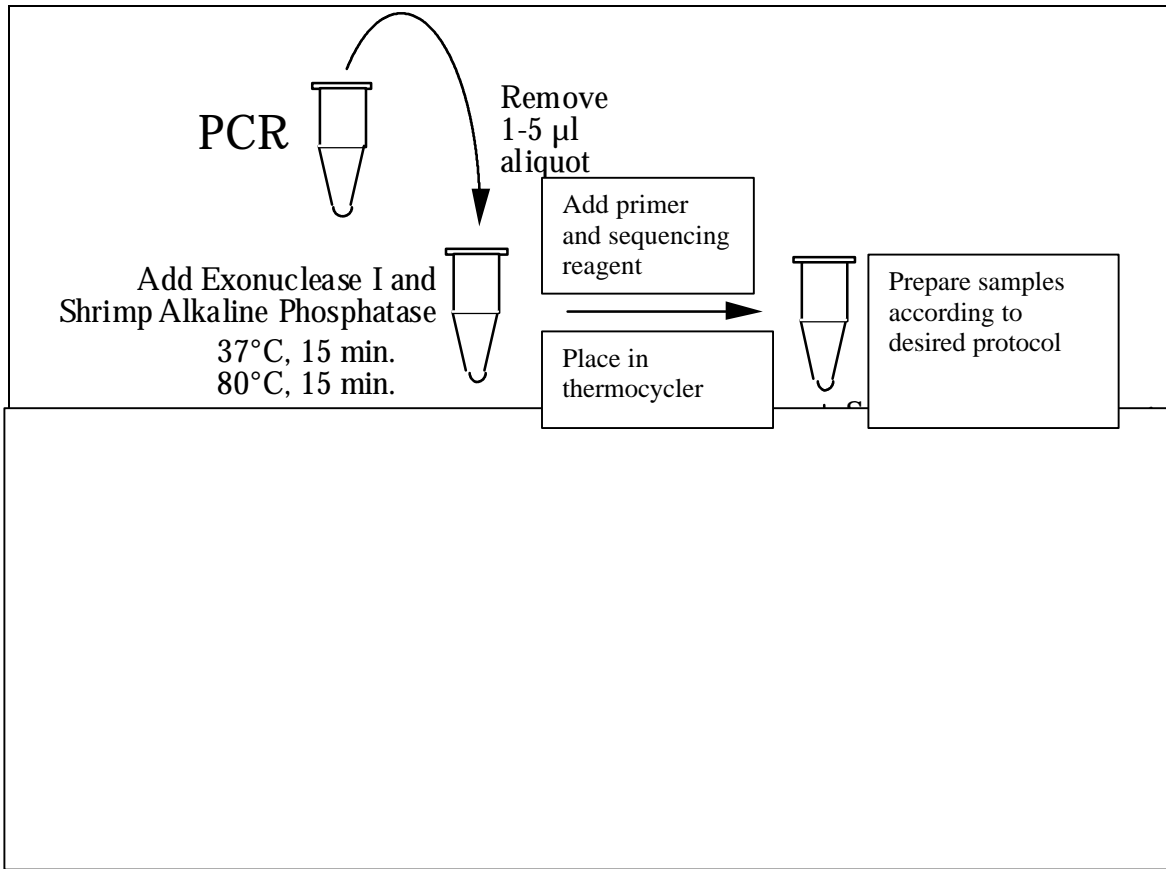 PCR
Remove
1-5 µl
aliquot
Add Exonuclease I and
Shrimp Alkaline Phosphatase
37°C, 15 min.
80°C, 15 min.
Add primer
and sequencing
reagent
Place in
thermocycler
Prepare samples
according to
desired protocol